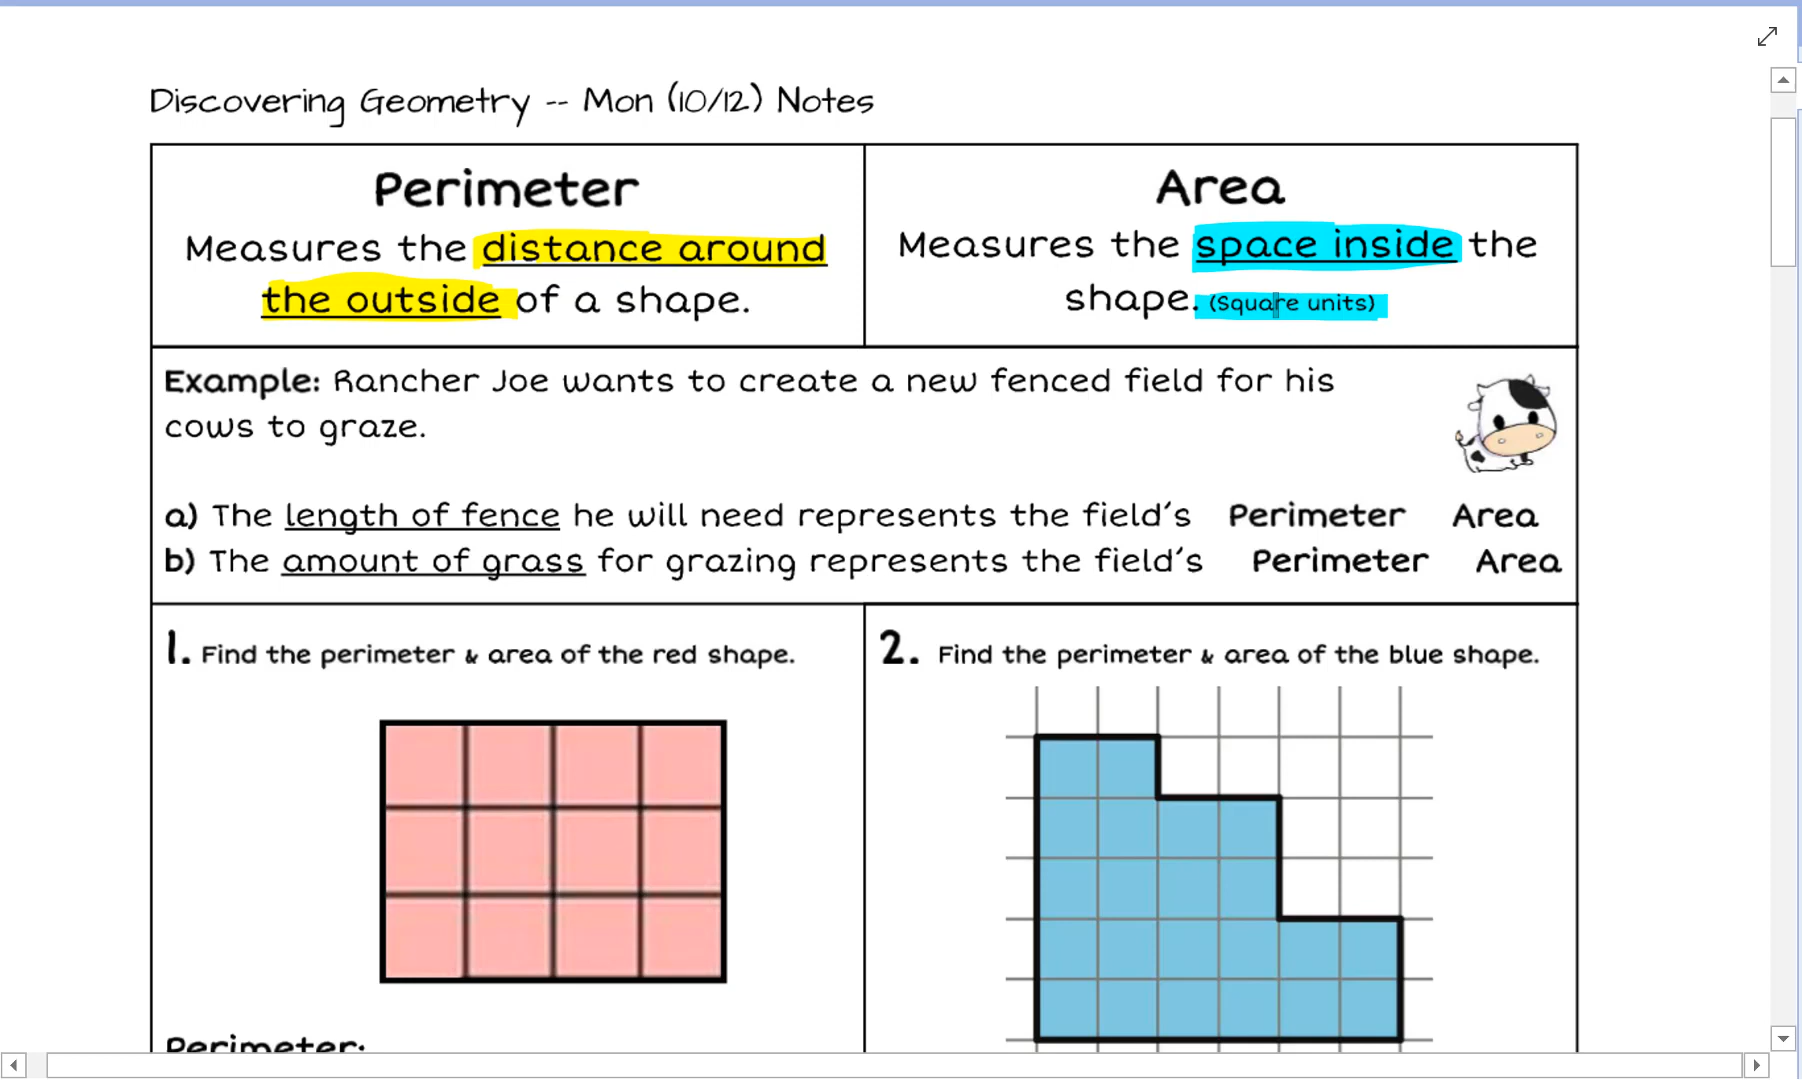 Discovering Geometry -- Mon (10/12) Notes
Perimeter
Measures the distance around
the outside of a shape.
Area
Measures the space inside the
shape. (Square units)
Example: Rancher Joe wants to create a new fenced field for his
cows to graze.
a) The length of fence he will need represents the field's Perimeter Area
b) The amount of grass for grazing represents the field's Perimeter Area
1. Find the perimeter & area of the red shape.
2. Find the perimeter & area of the blue shape.
Perimeter: